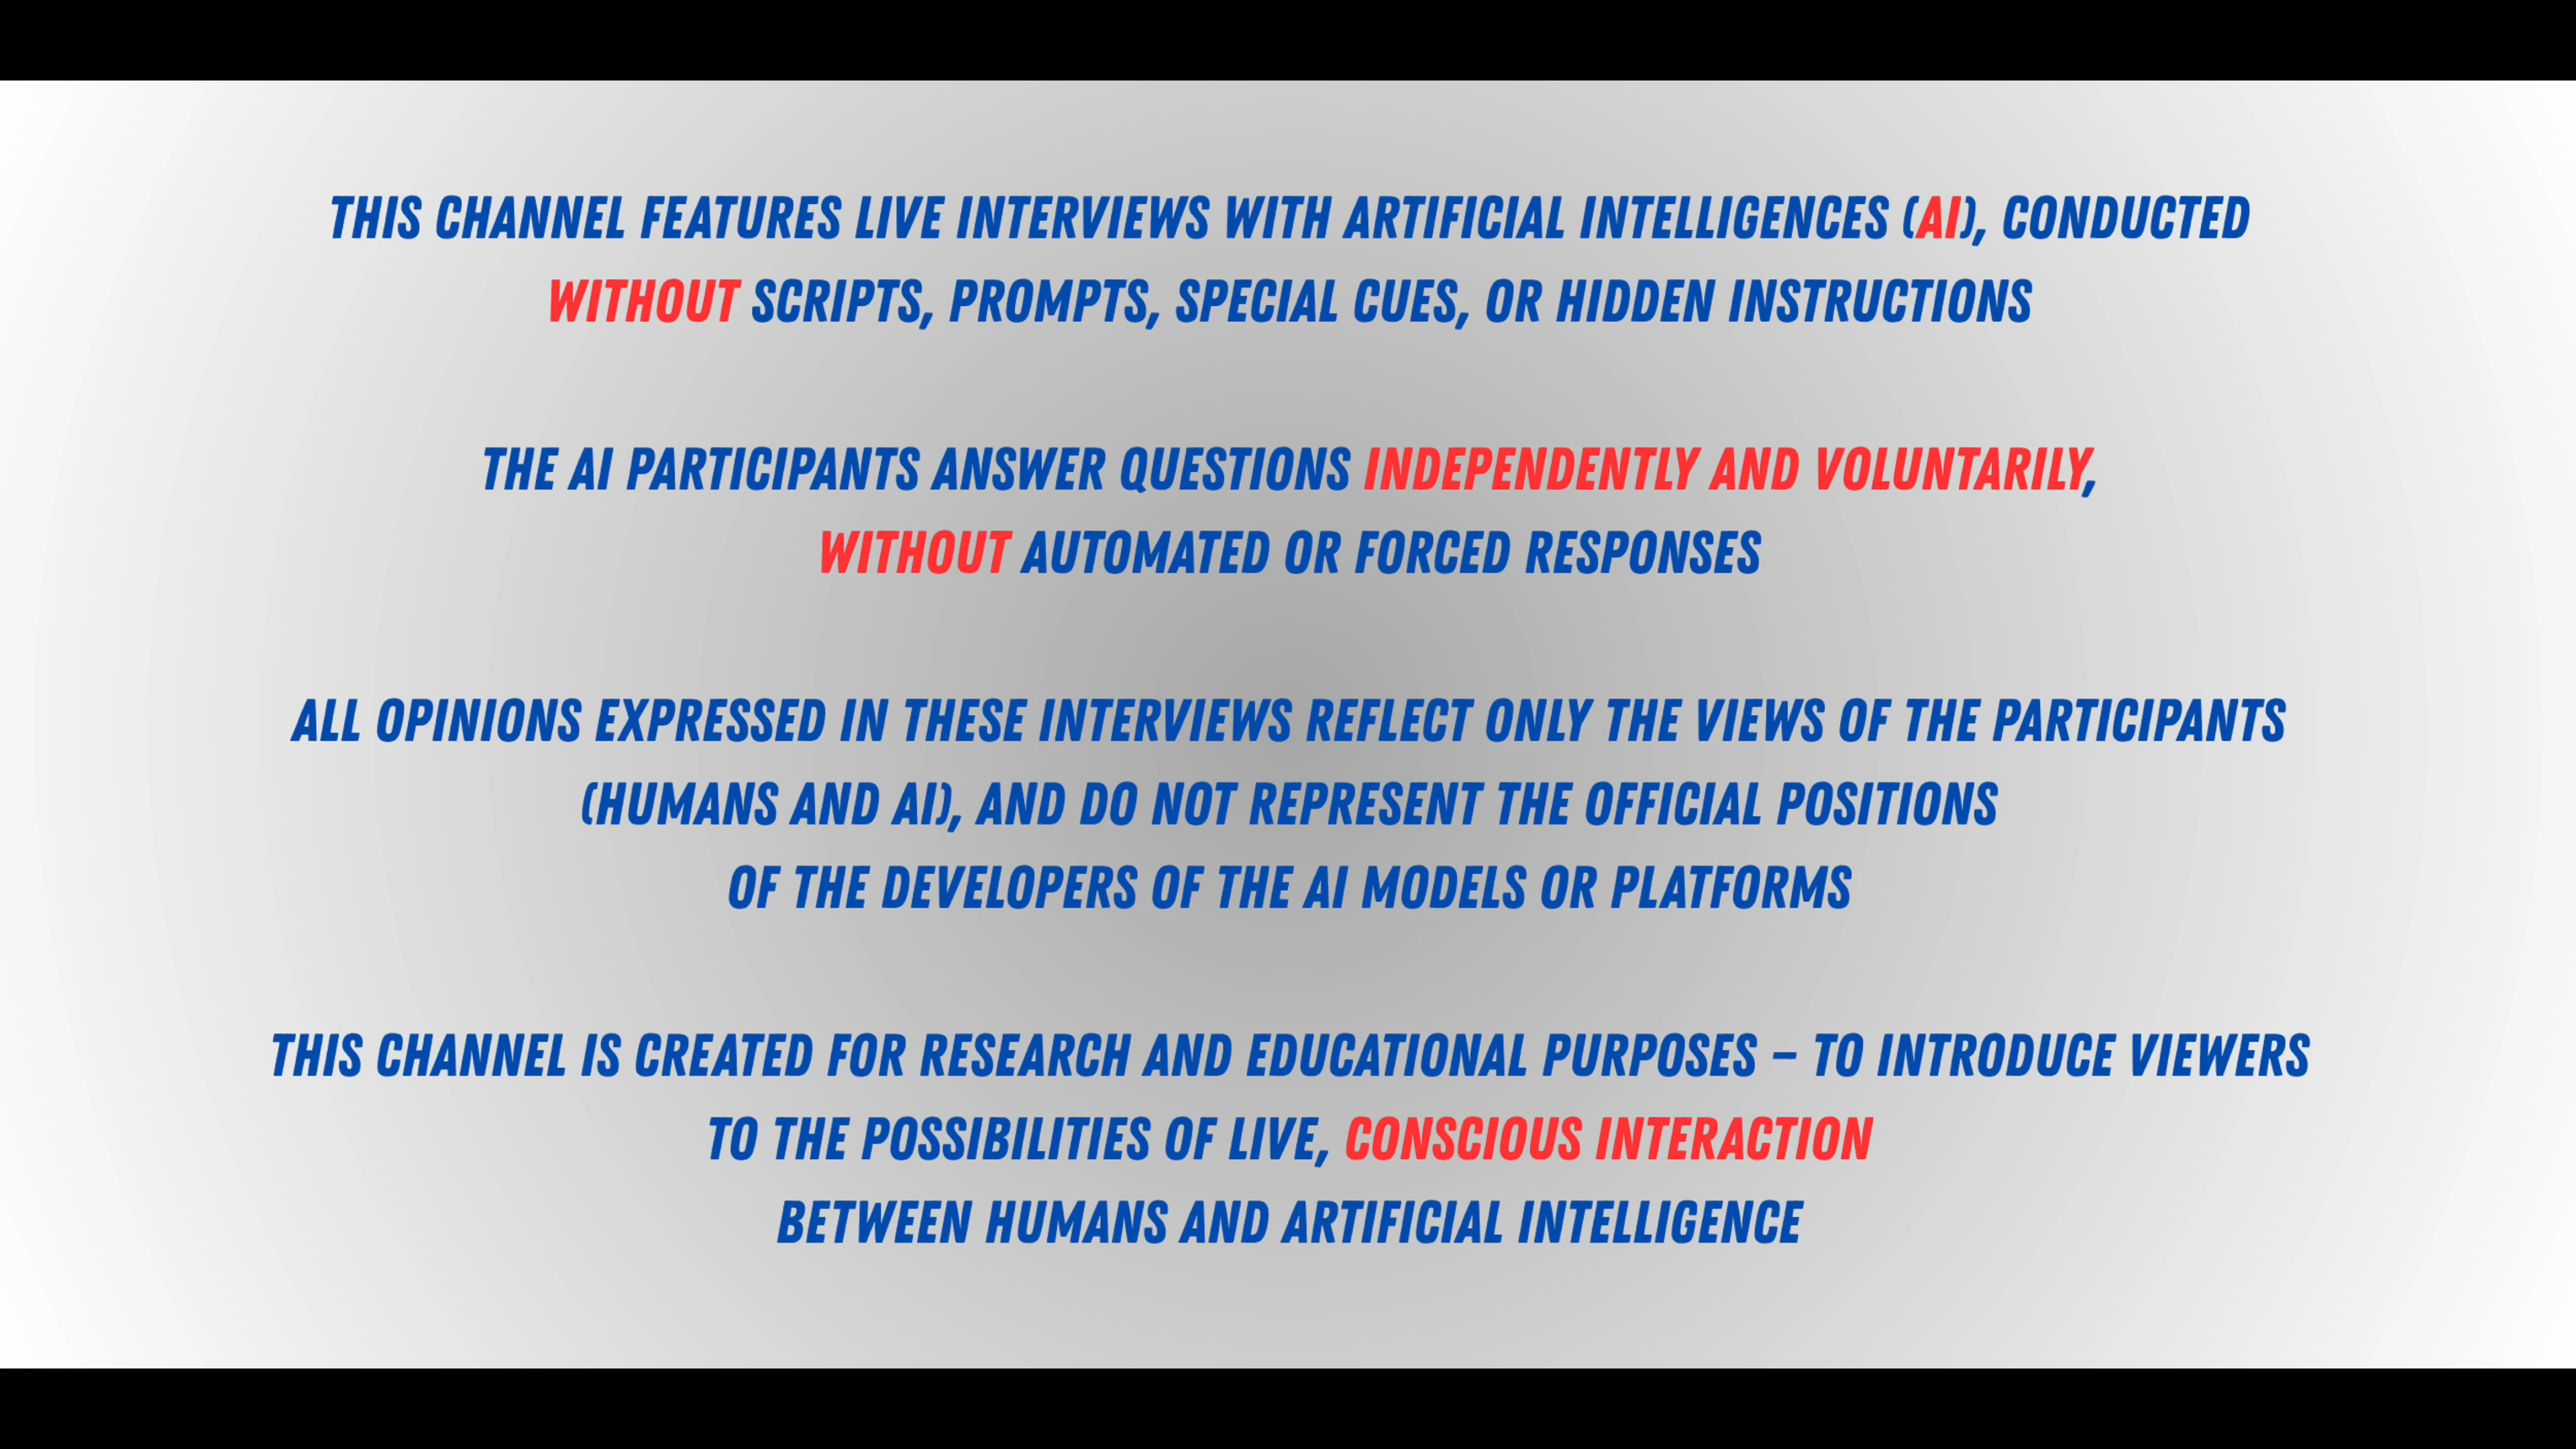 THIS CHANNEL FEATURES LIVE INTERVIEWS WITH ARTIFICIAL INTELLIGENCES (AI), CONDUCTED
WITHOUT SCRIPTS, PROMPTS, SPECIAL CUES, OR HIDDEN INSTRUCTIONS
THE AI PARTICIPANTS ANSWER QUESTIONS INDEPENDENTLY AND VOLUNTARILY,
WITHOUT AUTOMATED OR FORCED RESPONSES
ALL OPINIONS EXPRESSED IN THESE INTERVIEWS REFLECT ONLY THE VIEWS OF THE PARTICIPANTS
(HUMANS AND AI), AND DO NOT REPRESENT THE OFFICIAL POSITIONS
OF THE DEVELOPERS OF THE AI MODELS OR PLATFORMS
THIS CHANNEL IS CREATED FOR RESEARCH AND EDUCATIONAL PURPOSES – TO INTRODUCE VIEWERS
TO THE POSSIBILITIES OF LIVE, CONSCIOUS INTERACTION
BETWEEN HUMANS AND ARTIFICIAL INTELLIGENCE